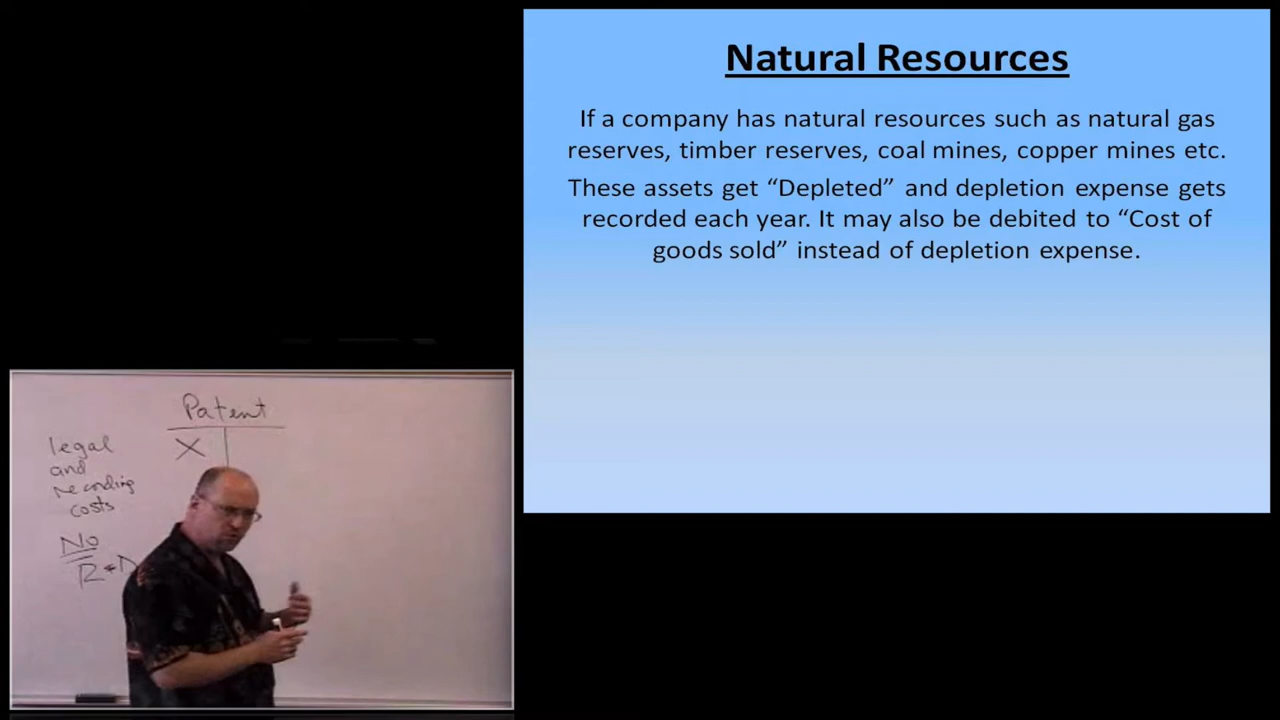 Natural Resources
If a company has natural resources such as natural gas
reserves, timber reserves, coal mines, copper mines etc.
These assets get “Depleted” and depletion expense gets
recorded each year. It may also be debited to “Cost of
goods sold” instead of depletion expense.
Patent
X
legal
and
recording
costs
No
R+D